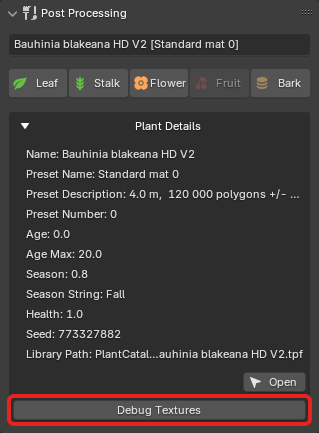 Post Processing
Bauhinia blakeana HD V2 [Standard mat 0]
Leaf Stalk Flower Fruit Bark
Plant Details
Name: Bauhinia blakeana HD V2
Preset Name: Standard mat 0
Preset Description: 4.0 m, 120 000 polygons +/- ...
Preset Number: 0
Age: 0.0
Age Max: 20.0
Season: 0.8
Season String: Fall
Health: 1.0
Seed: 773327882
Library Path: PlantCatal...auhinia blakeana HD V2.tpf
Open
Debug Textures